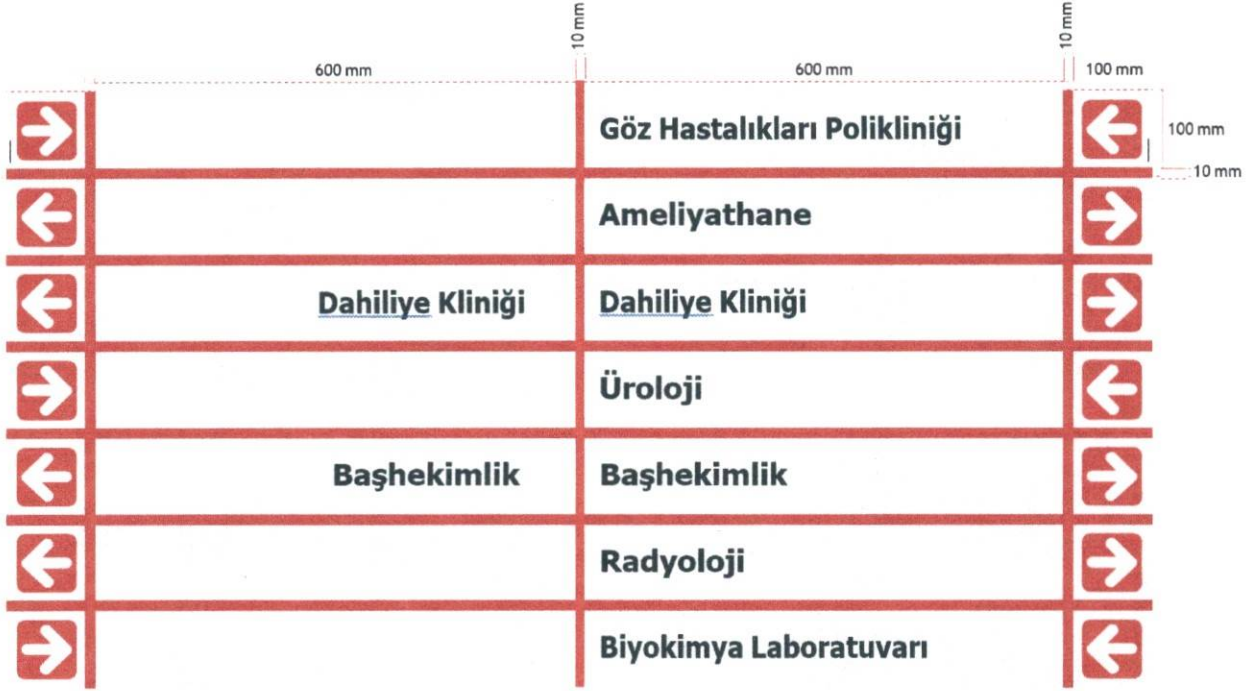 10 mm
10 mm
600 mm
600 mm
100 mm
Göz Hastalıkları Polikliniği
100 mm
10 mm
Ameliyathane
Dahiliye Kliniği
Dahiliye Kliniği
Üroloji
Başhekimlik
Başhekimlik
Radyoloji
Biyokimya Laboratuvarı